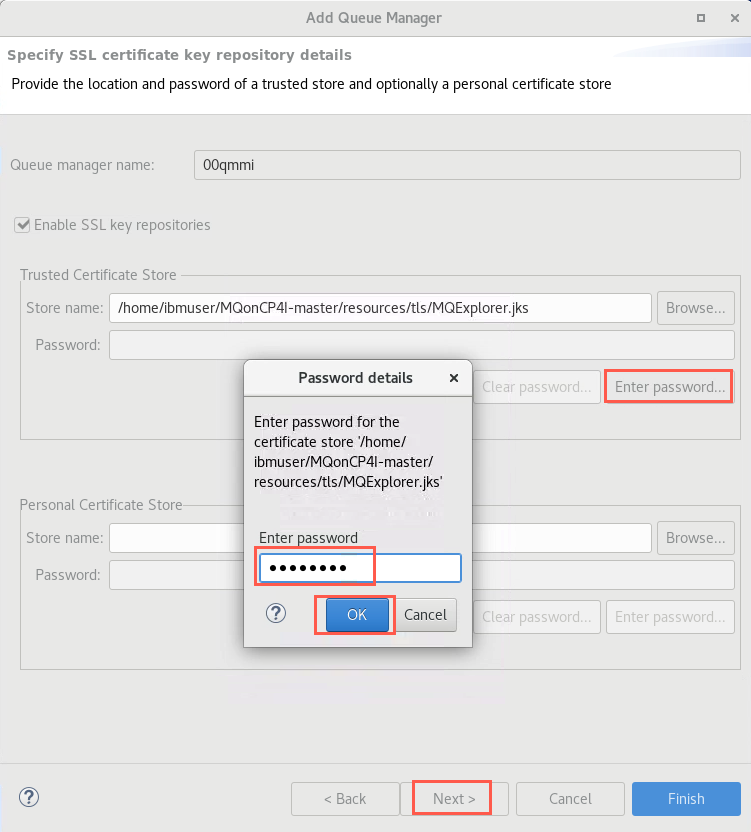 Add Queue Manager
Specify SSL certificate key repository details
Provide the location and password of a trusted store and optionally a personal certificate store
Queue manager name:
00qmmi
Enable SSL key repositories
Trusted Certificate Store
Store name:
/home/ibmuser/MQonCP4I-master/resources/tls/MQExplorer.jks
Browse...
Password:
Clear password...
Enter password...
Password details
Enter password for the
certificate store '/home/
ibmuser/MQonCP4I-master/
resources/tls/MQExplorer.jks'
Enter password
●●●●●●●●
OK
Cancel
Personal Certificate Store
Store name:
Browse...
Password:
Clear password...
Enter password...
< Back
Next >
Cancel
Finish